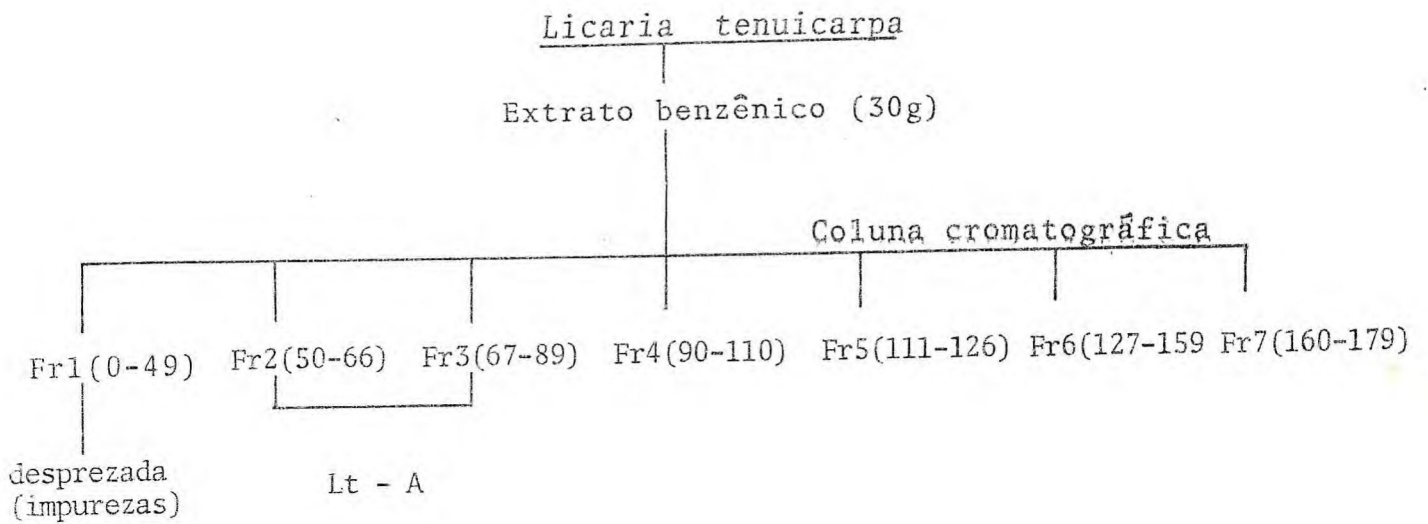 Licaria tenuicarpa
Extrato benzênico (30g)
Coluna cromatográfica
Fr1(0-49) Fr2(50-66) Fr3(67-89) Fr4(90-110) Fr5(111-126) Fr6(127-159 Fr7(160-179)
desprezada
(impurezas)
Lt - A